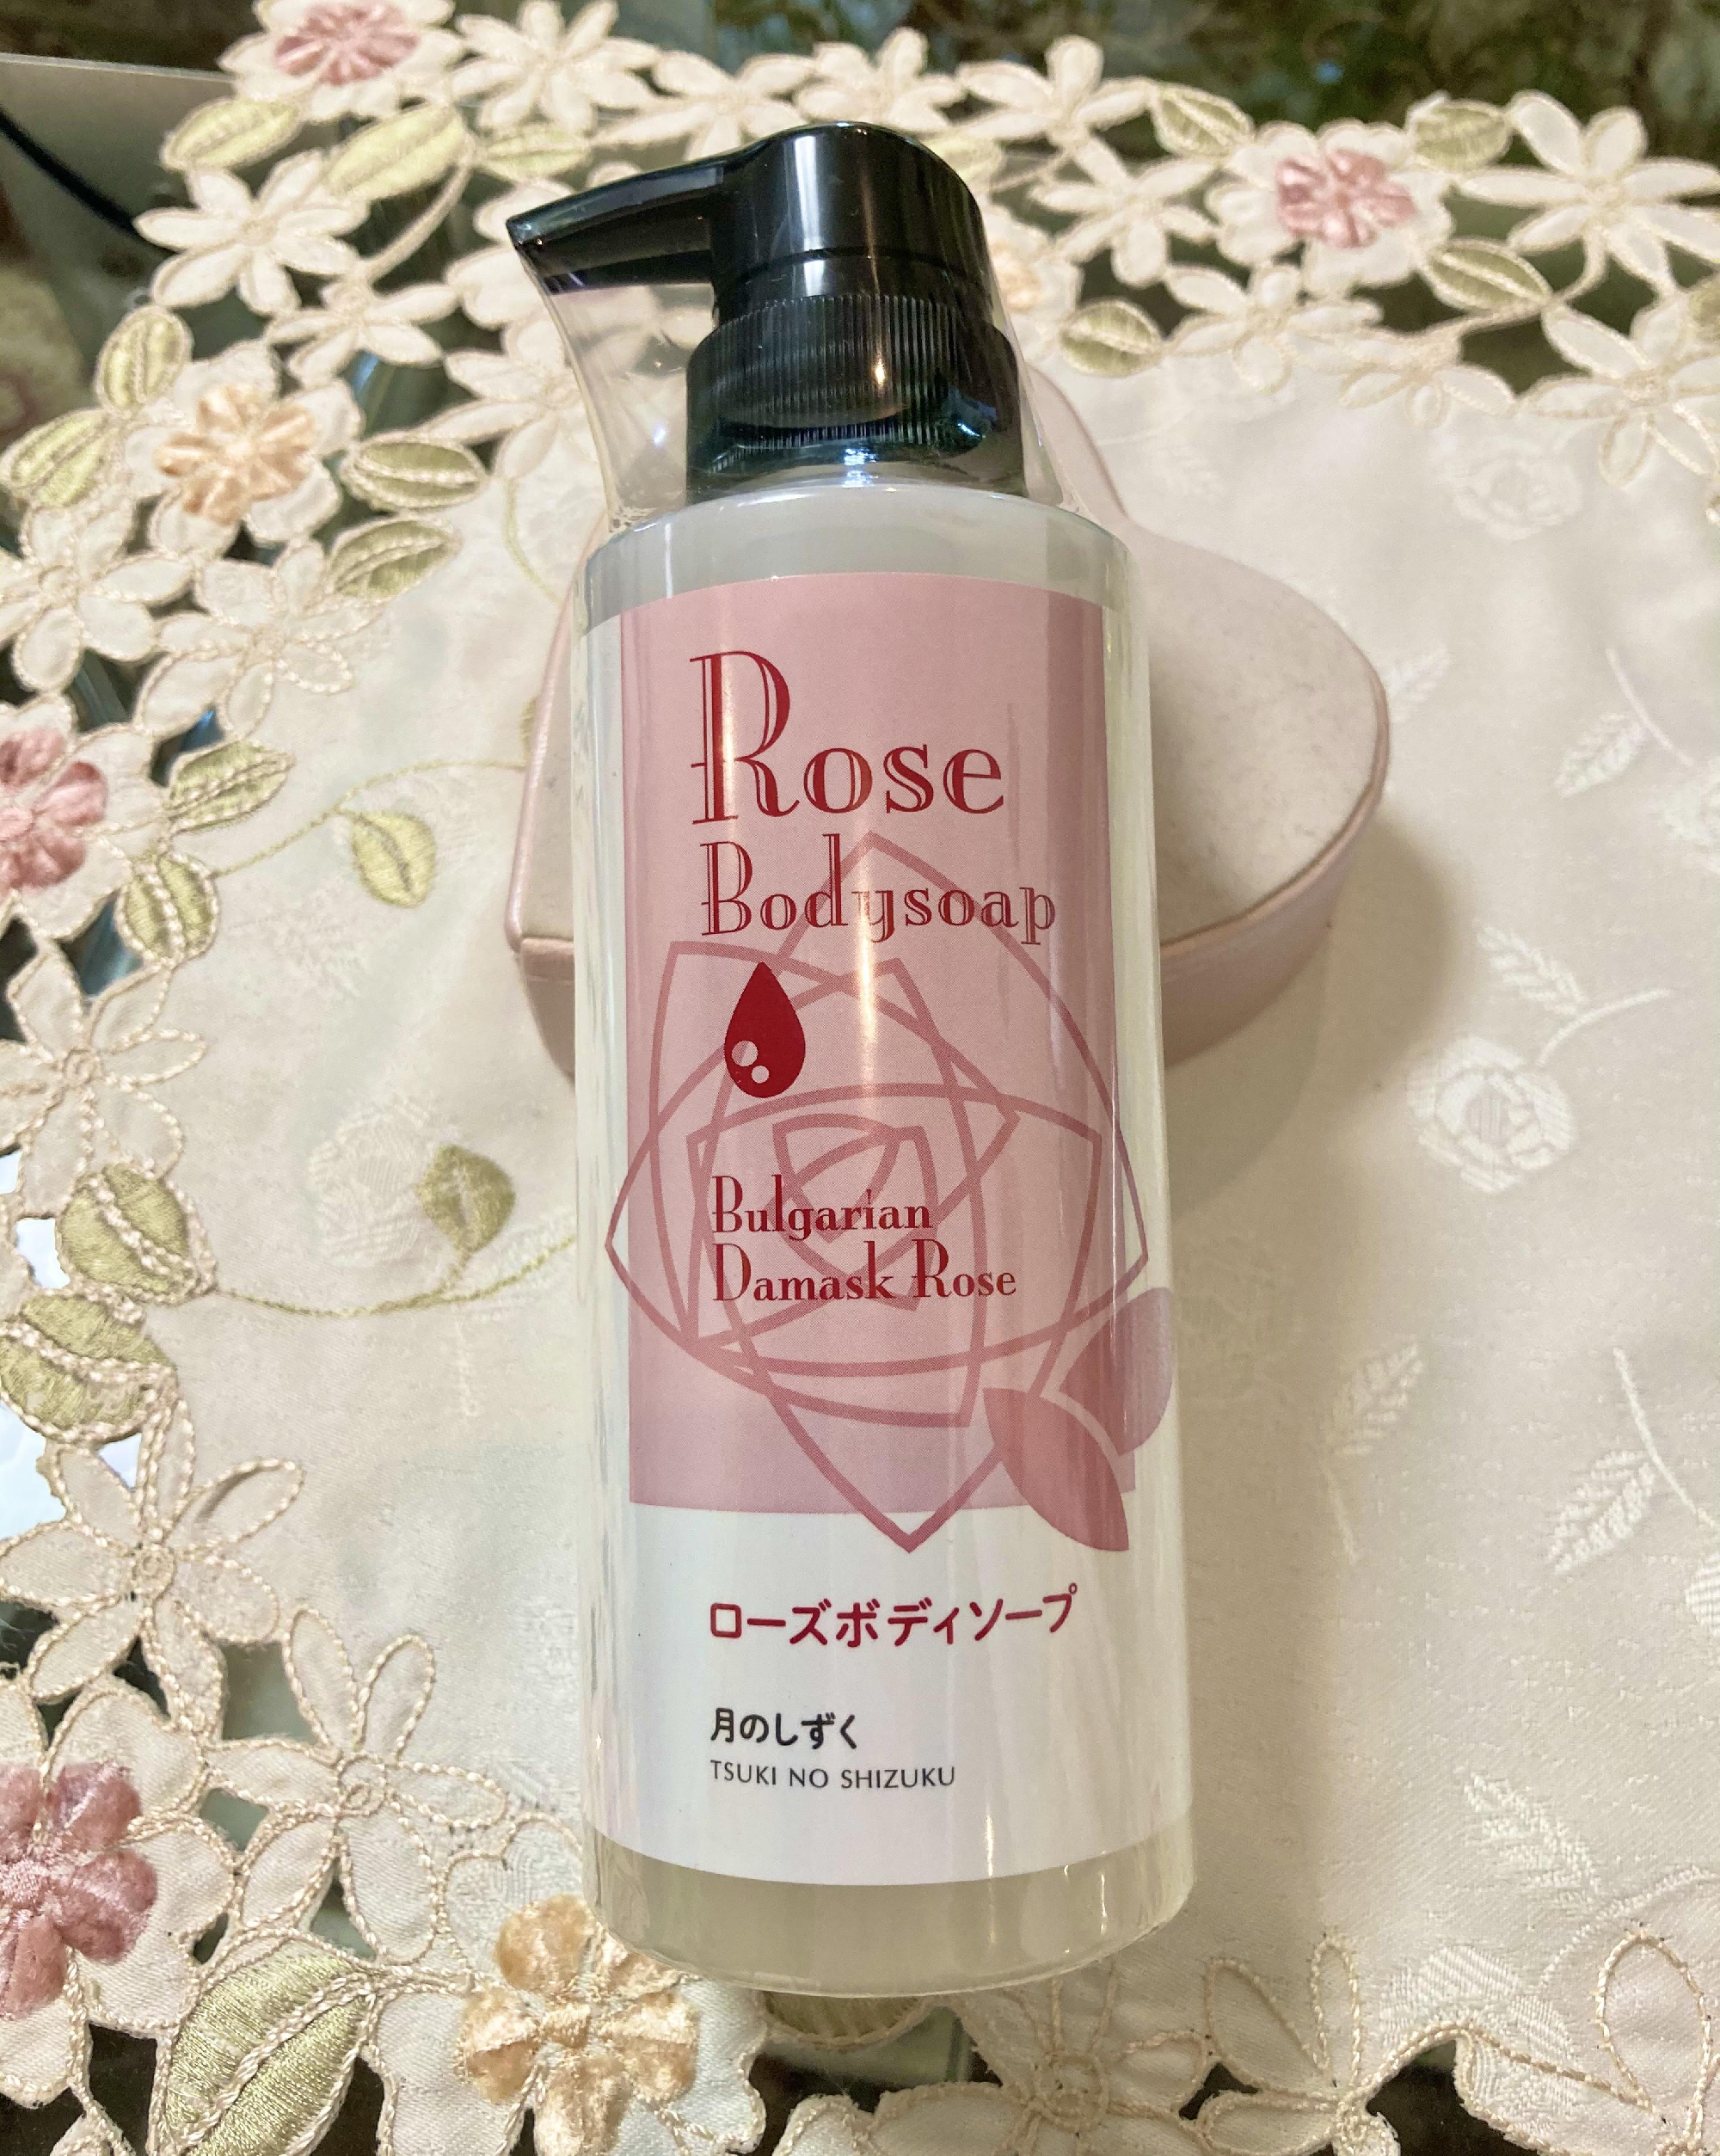 Rose
Bodysoap
Bulgarian
Damask Rose
ローズボディソープ
月のしずく
TSUKI NO SHIZUKU